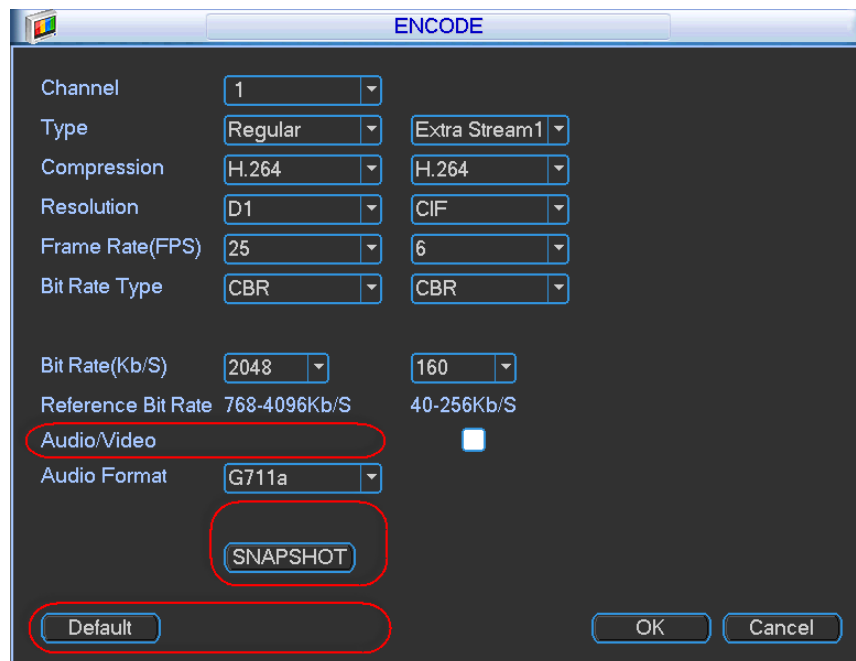 ENCODE
Channel 1
Type Regular Extra Stream1
Compression H.264 H.264
Resolution D1 CIF
Frame Rate(FPS) 25 6
Bit Rate Type CBR CBR
Bit Rate(Kb/S) 2048 160
Reference Bit Rate 768-4096Kb/S 40-256Kb/S
Audio/Video
Audio Format G711a
SNAPSHOT
Default OK Cancel